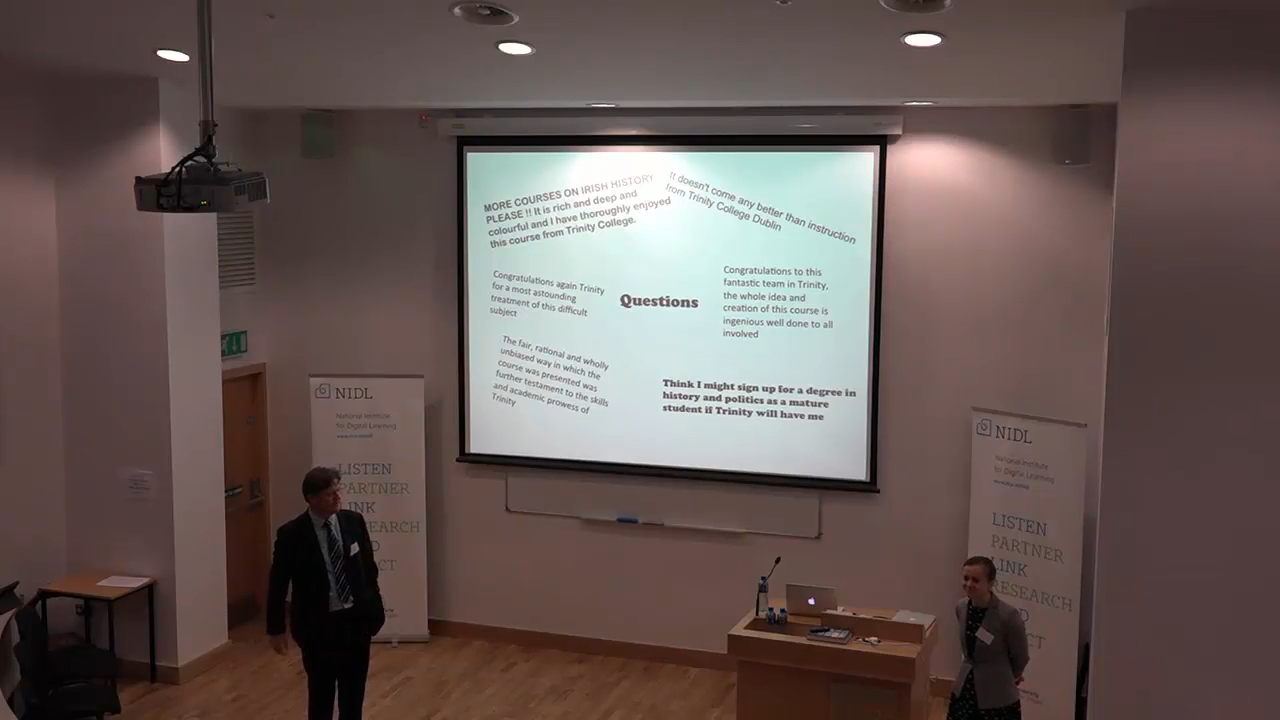 MORE COURSES ON IRISH HISTORY
PLEASE !! It is rich and deep and
colourful and I have thoroughly enjoyed
this course from Trinity College.
It doesn't come any better than instruction
from Trinity College Dublin
Congratulations again Trinity
for a most astounding
treatment of this difficult
subject
Questions
Congratulations to this
fantastic team in Trinity,
the whole idea and
creation of this course is
ingenious well done to all
involved
The fair, rational and wholly
unbiased way in which the
course was presented was
further testament to the skills
and academic prowess of
Trinity
Think I might sign up for a degree in
history and politics as a mature
student if Trinity will have me
NIDL
National Institute
for Digital Learning
LISTEN
PARTNER
INK
EARCH
CT
NIDL
National Institute
for Digital Learning
LISTEN
PARTNER
LINK
RESEARCH
CT